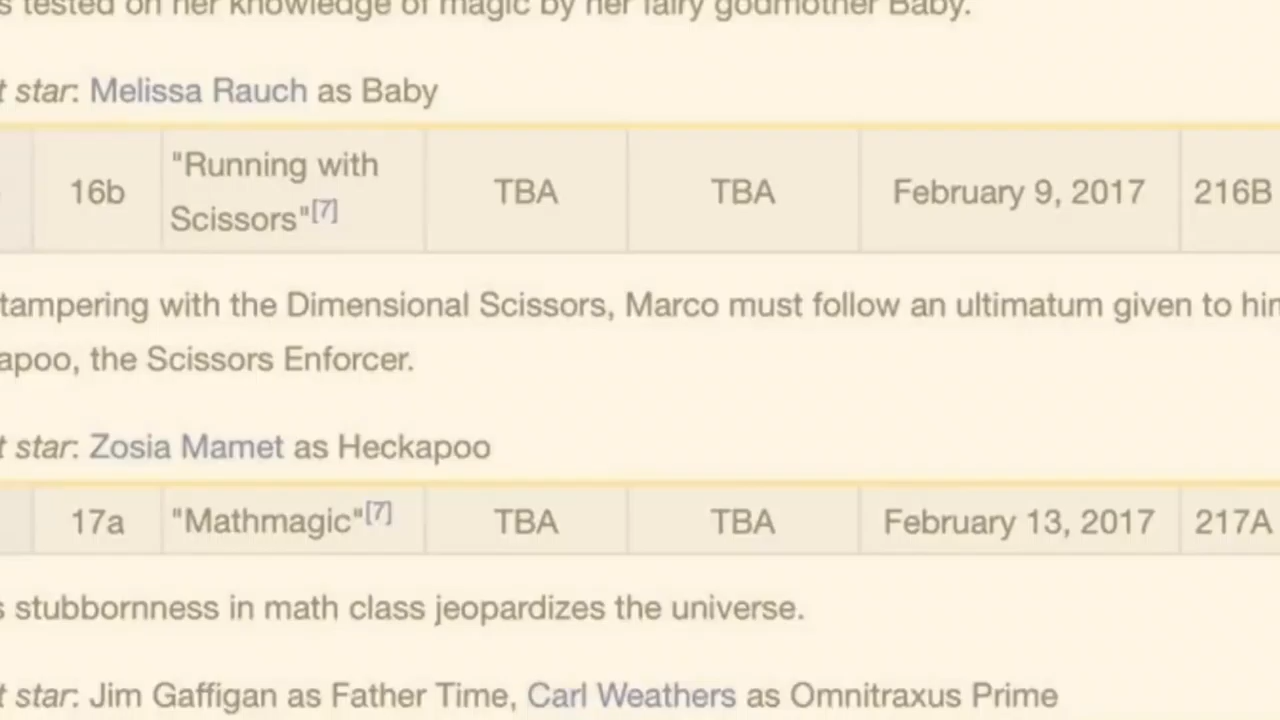 s tested on her knowledge of magic by her fairy godmother Baby.
t star: Melissa Rauch as Baby
16b "Running with Scissors"[7] TBA TBA February 9, 2017 216B
tampering with the Dimensional Scissors, Marco must follow an ultimatum given to him
apoo, the Scissors Enforcer.
t star: Zosia Mamet as Heckapoo
17a "Mathmagic"[7] TBA TBA February 13, 2017 217A
s stubbornness in math class jeopardizes the universe.
t star: Jim Gaffigan as Father Time, Carl Weathers as Omnitraxus Prime